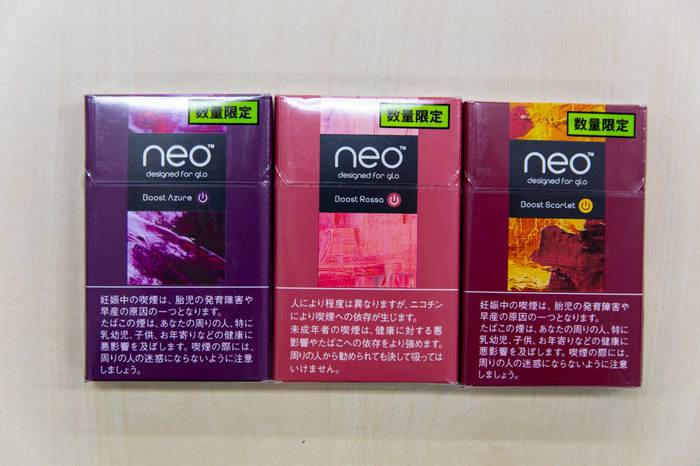 数量限定
neo™
designed for glo
Boost Azure
妊娠中の喫煙は、胎児の発育障害や
早産の原因の一つとなります。
たばこの煙は、あなたの周りの人、特に
乳幼児、子供、お年寄りなどの健康に
悪影響を及ぼします。喫煙の際には、
周りの人の迷惑にならないように注意
しましょう。
数量限定
neo™
designed for glo
Boost Rossa
人により程度は異なりますが、ニコチン
により喫煙への依存が生じます。
未成年者の喫煙は、健康に対する悪
影響やたばこへの依存をより強めます。
周りの人から勧められても決して吸っては
いけません。
数量限定
neo™
designed for glo
Boost Scarlet
妊娠中の喫煙は、胎児の発育障害や
早産の原因の一つとなります。
たばこの煙は、あなたの周りの人、特に
乳幼児、子供、お年寄りなどの健康に
悪影響を及ぼします。喫煙の際には、
周りの人の迷惑にならないように注意
しましょう。